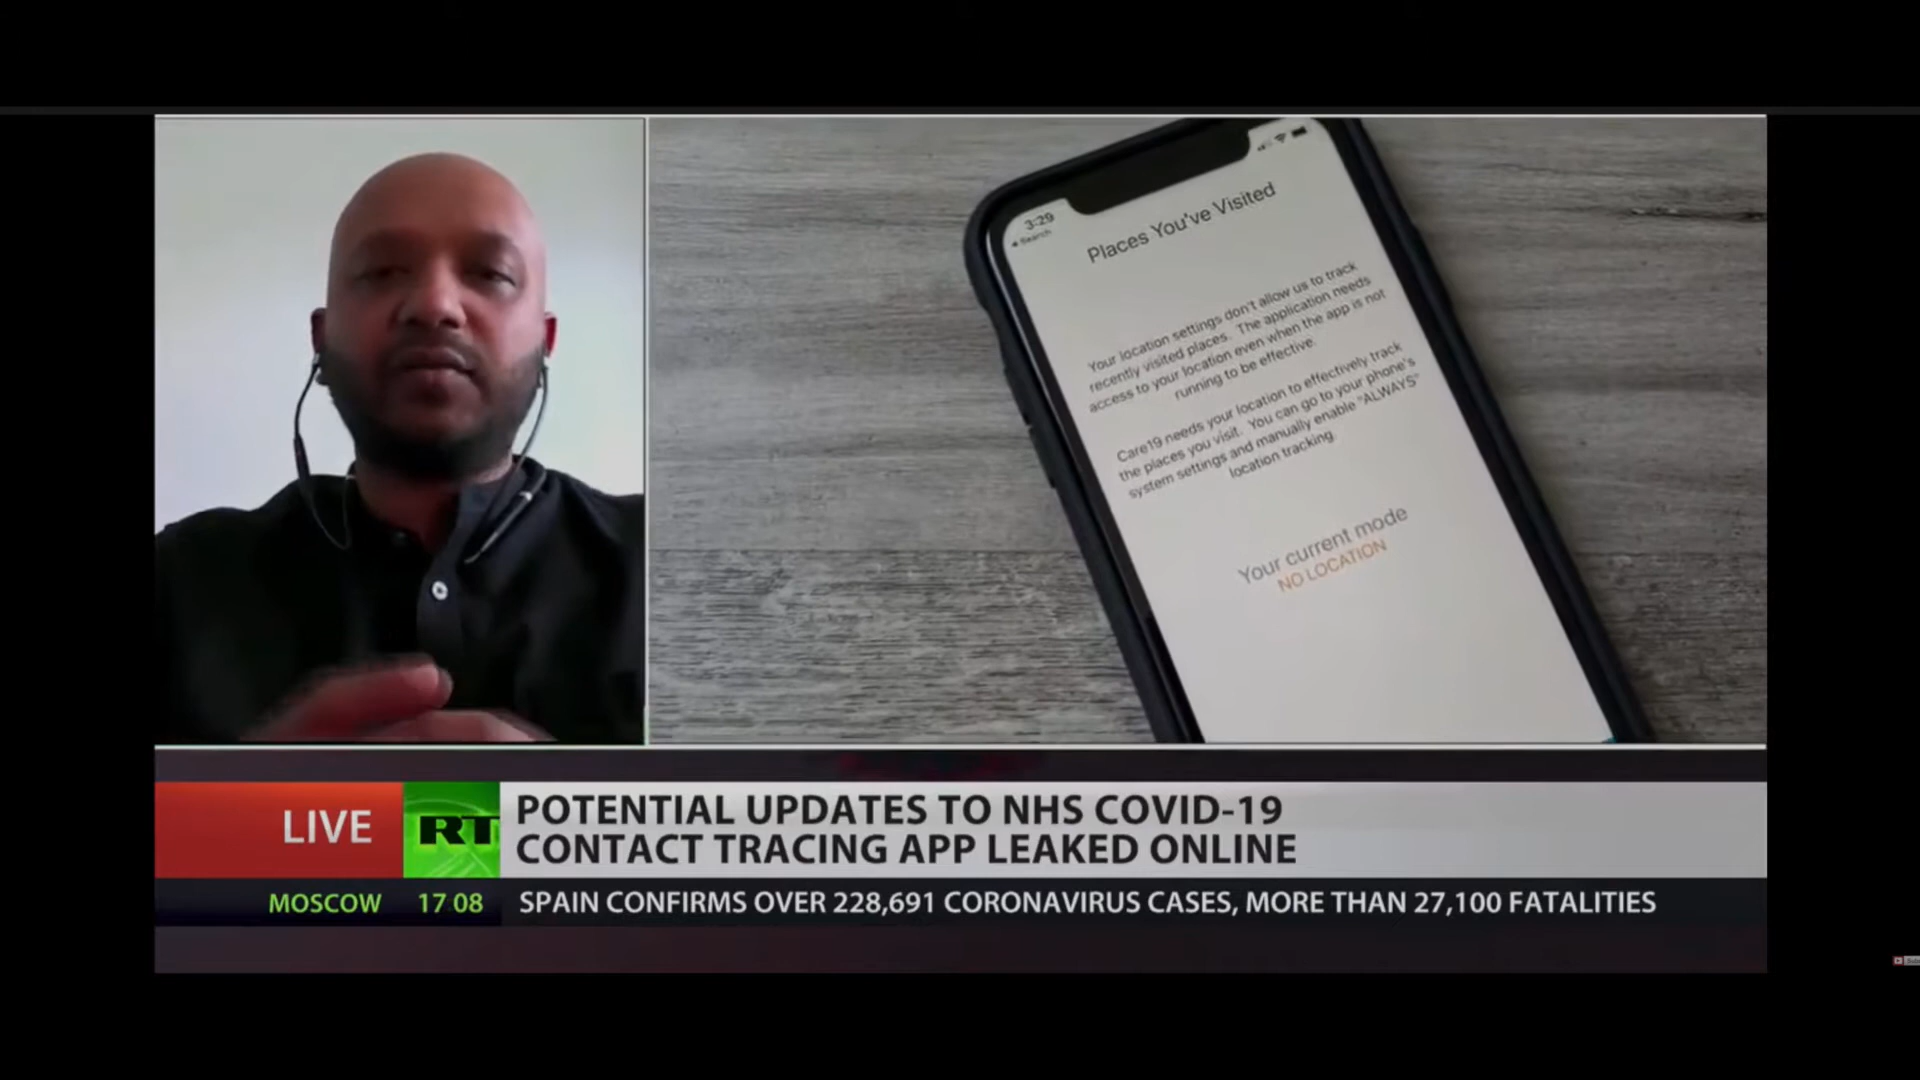 3:29
Search
Places You've Visited
Your location settings don't allow us to track
recently visited places. The application needs
access to your location even when the app is not
running to be effective.
Care19 needs your location to effectively track
the places you visit. You can go to your phone's
system settings and manually enable "ALWAYS"
location tracking.
Your current mode
NO LOCATION
LIVE
RT
POTENTIAL UPDATES TO NHS COVID-19
CONTACT TRACING APP LEAKED ONLINE
MOSCOW 17 08
SPAIN CONFIRMS OVER 228,691 CORONAVIRUS CASES, MORE THAN 27,100 FATALITIES